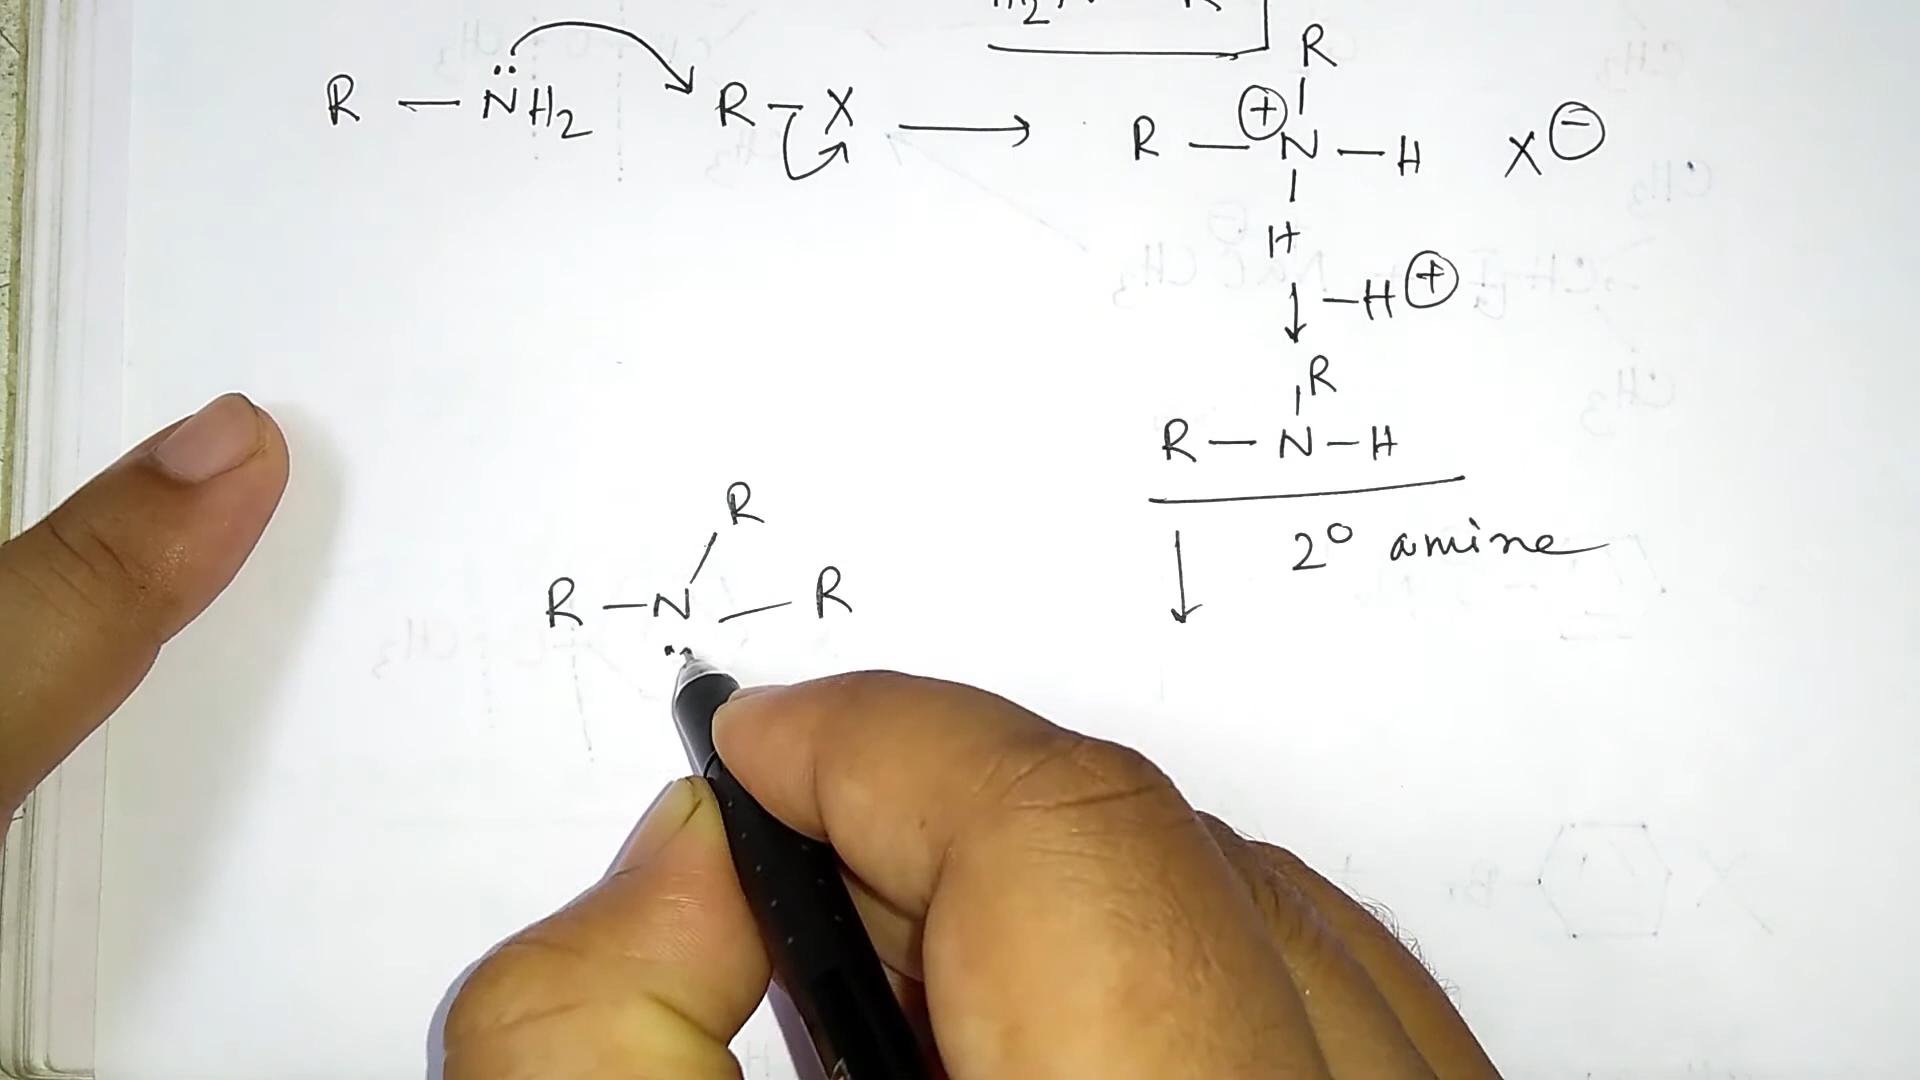 R
R — N̈H₂ R — X ⟶ R — N⊕ — H X⊖
H
↓ —H⊕
R
R — N — H
R
2° amine
R — N — R